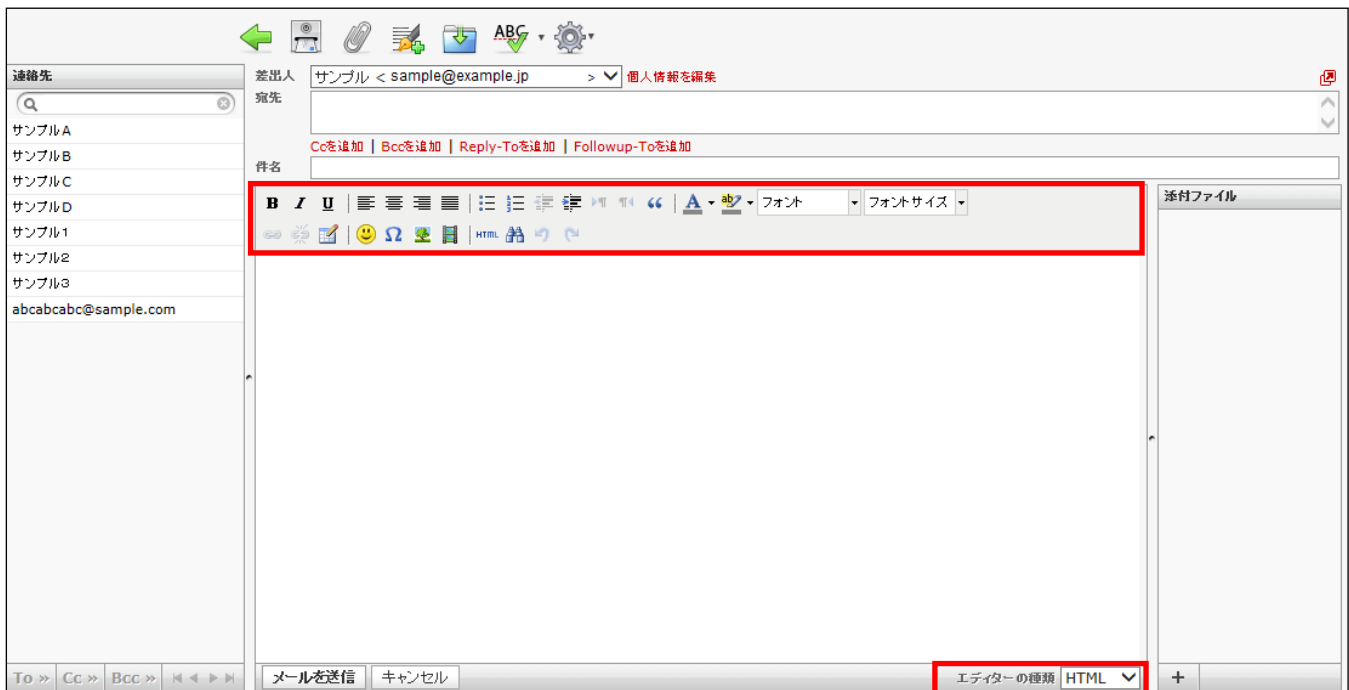 ABC
連絡先
サンプルA
サンプルB
サンプルC
サンプルD
サンプル1
サンプル2
サンプル3
abcabcabc@sample.com
To » Cc » Bcc »
差出人 サンプル < sample@example.jp > 個人情報を編集
宛先
Ccを追加 | Bccを追加 | Reply-Toを追加 | Followup-Toを追加
件名
B I U A ab フォント フォントサイズ
Ω HTML
添付ファイル
メールを送信 キャンセル エディターの種類 HTML
+